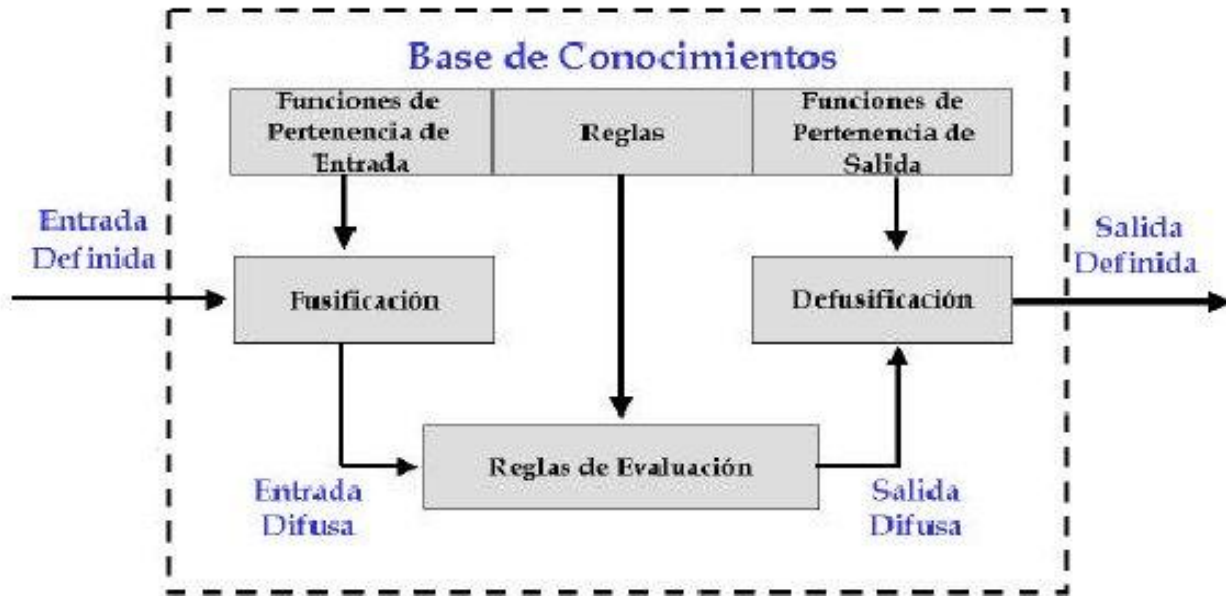 Base de Conocimientos
Funciones de
Pertenencia de
Entrada
Reglas
Funciones de
Pertenencia de
Salida
Entrada
Definida
Fusificación
Defusificación
Salida
Definida
Reglas de Evaluación
Entrada
Difusa
Salida
Difusa